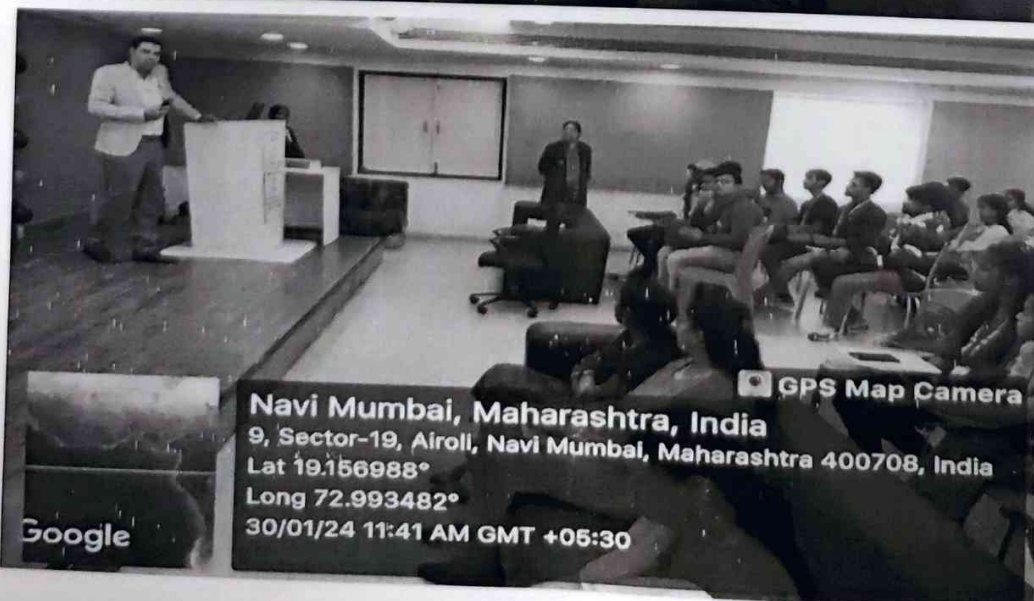 GPS Map Camera
Navi Mumbai, Maharashtra, India
9, Sector-19, Airoli, Navi Mumbai, Maharashtra 400708, India
Lat 19.156988°
Long 72.993482°
30/01/24 11:41 AM GMT +05:30
Google